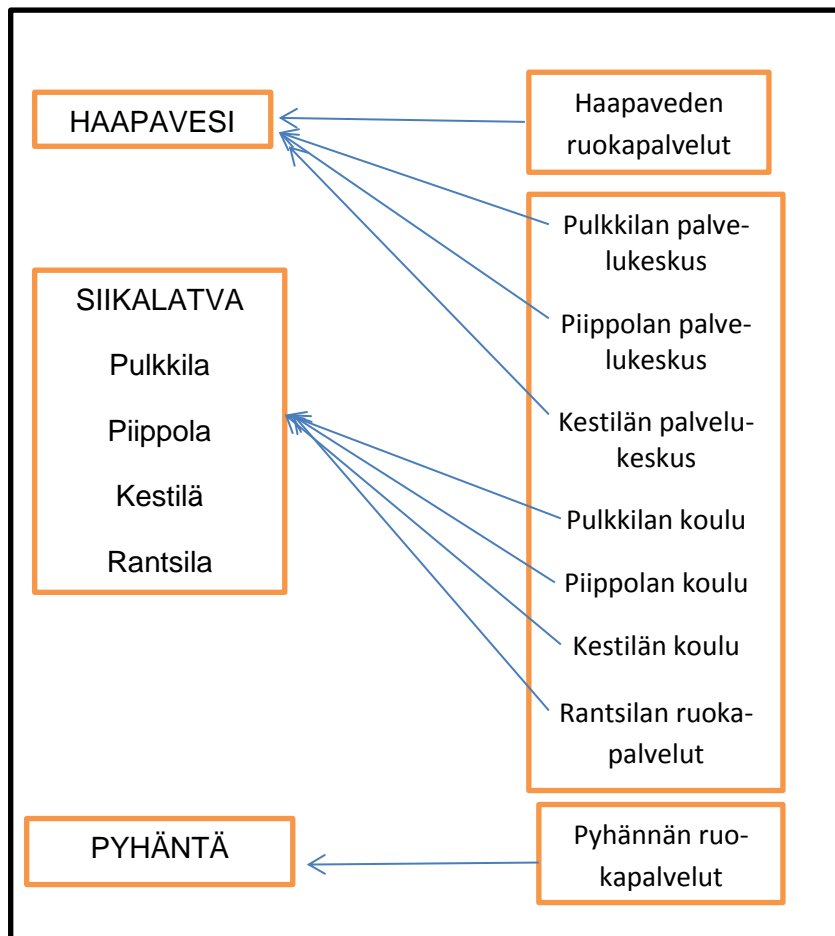 HAAPAVESI
Haapaveden
ruokapalvelut
SIIKALATVA
Pulkkila
Piippola
Kestilä
Rantsila
Pulkkilan palve-
lukeskus
Piippolan palve-
lukeskus
Kestilän palvelu-
keskus
Pulkkilan koulu
Piippolan koulu
Kestilän koulu
Rantsilan ruoka-
palvelut
PYHÄNTÄ
Pyhännän ruo-
kapalvelut